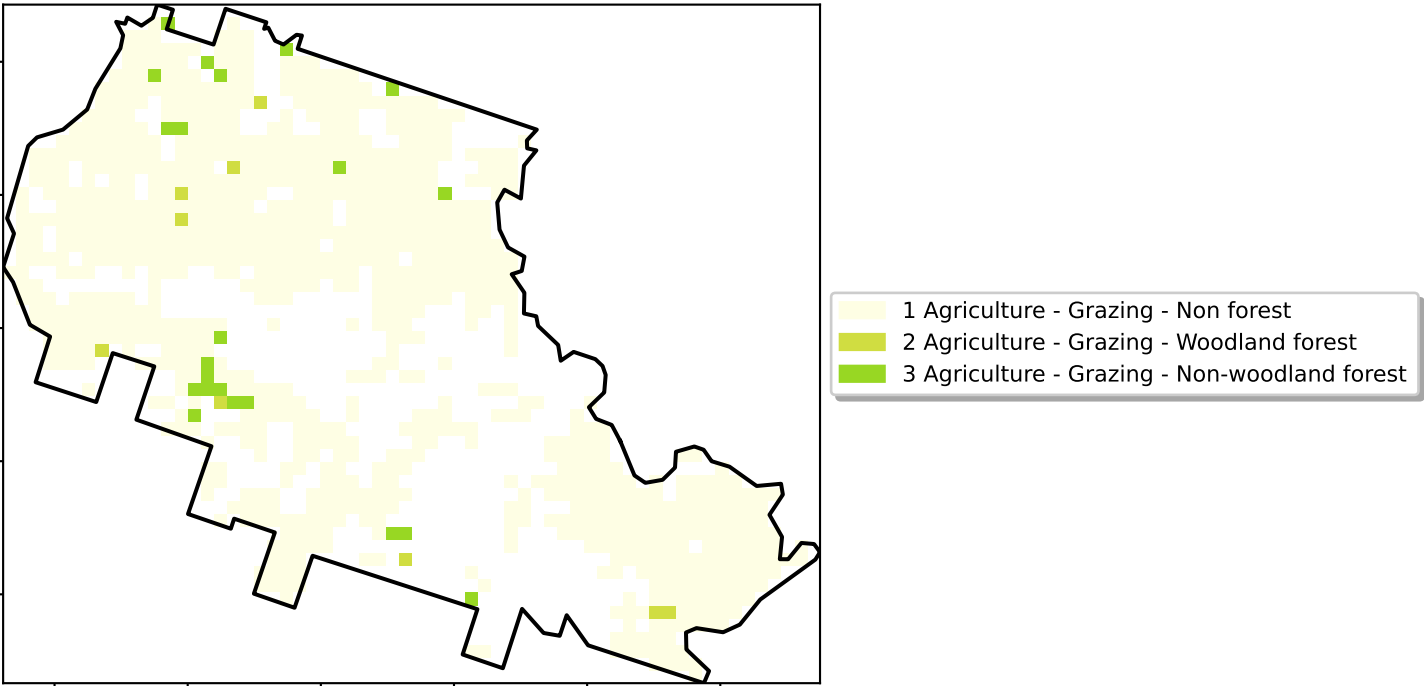 1 Agriculture - Grazing - Non forest
2 Agriculture - Grazing - Woodland forest
3 Agriculture - Grazing - Non-woodland forest